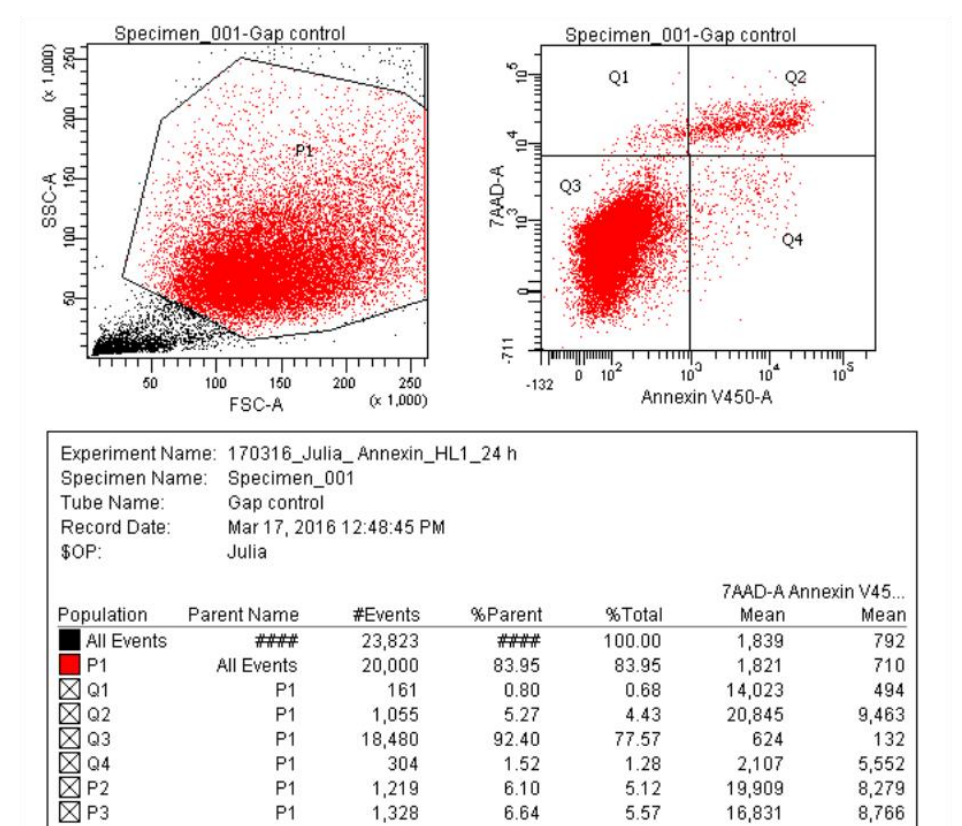 Specimen_001-Gap control
SSC-A
(x 1,000)
50 100 150 200 250
P1
50 100 150 200 250
FSC-A
(x 1,000)
Specimen_001-Gap control
7AAD-A
-711 0 10 3 10 4 10 5
Q1 Q2
Q3
Q4
-132 0 10 2 10 3 10 4 10 5
Annexin V450-A
Experiment Name: 170316_Julia_ Annexin_HL1_24 h
Specimen Name: Specimen_001
Tube Name: Gap control
Record Date: Mar 17, 2016 12:48:45 PM
$OP: Julia
7AAD-A Annexin V45...
Population Parent Name #Events %Parent %Total Mean Mean
All Events #### 23,823 #### 100.00 1,839 792
P1 All Events 20,000 83.95 83.95 1,821 710
Q1 P1 161 0.80 0.68 14,023 494
Q2 P1 1,055 5.27 4.43 20,845 9,463
Q3 P1 18,480 92.40 77.57 624 132
Q4 P1 304 1.52 1.28 2,107 5,552
P2 P1 1,219 6.10 5.12 19,909 8,279
P3 P1 1,328 6.64 5.57 16,831 8,766